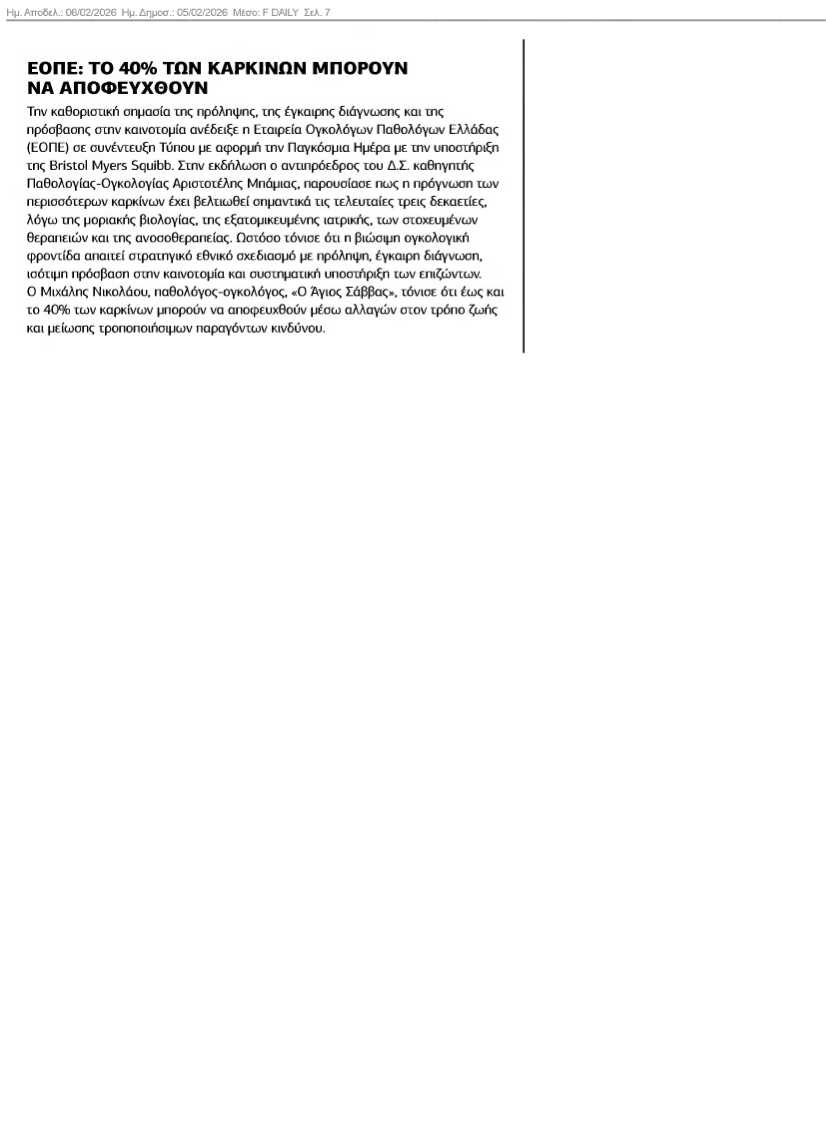 Ημ. Αποδελ.: 06/02/2026 Ημ. Δημοσ.: 05/02/2026 Μέσο: F DAILY Σελ. 7
ΕΟΠΕ: ΤΟ 40% ΤΩΝ ΚΑΡΚΙΝΩΝ ΜΠΟΡΟΥΝ
ΝΑ ΑΠΟΦΕΥΧΘΟΥΝ
Την καθοριστική σημασία της πρόληψης, της έγκαιρης διάγνωσης και της
πρόσβασης στην καινοτομία ανέδειξε η Εταιρεία Ογκολόγων Παθολόγων Ελλάδας
(ΕΟΠΕ) σε συνέντευξη Τύπου με αφορμή την Παγκόσμια Ημέρα με την υποστήριξη
της Bristol Myers Squibb. Στην εκδήλωση ο αντιπρόεδρος του Δ.Σ. καθηγητής
Παθολογίας-Ογκολογίας Αριστοτέλης Μπάμιας, παρουσίασε πως η πρόγνωση των
περισσότερων καρκίνων έχει βελτιωθεί σημαντικά τις τελευταίες τρεις δεκαετίες,
λόγω της μοριακής βιολογίας, της εξατομικευμένης ιατρικής, των στοχευμένων
θεραπειών και της ανοσοθεραπείας. Ωστόσο τόνισε ότι η βιώσιμη ογκολογική
φροντίδα απαιτεί στρατηγικό εθνικό σχεδιασμό με πρόληψη, έγκαιρη διάγνωση,
ισότιμη πρόσβαση στην καινοτομία και συστηματική υποστήριξη των επιζώντων.
Ο Μιχάλης Νικολάου, παθολόγος-ογκολόγος, «Ο Άγιος Σάββας», τόνισε ότι έως και
το 40% των καρκίνων μπορούν να αποφευχθούν μέσω αλλαγών στον τρόπο ζωής
και μείωσης τροποποιήσιμων παραγόντων κινδύνου.